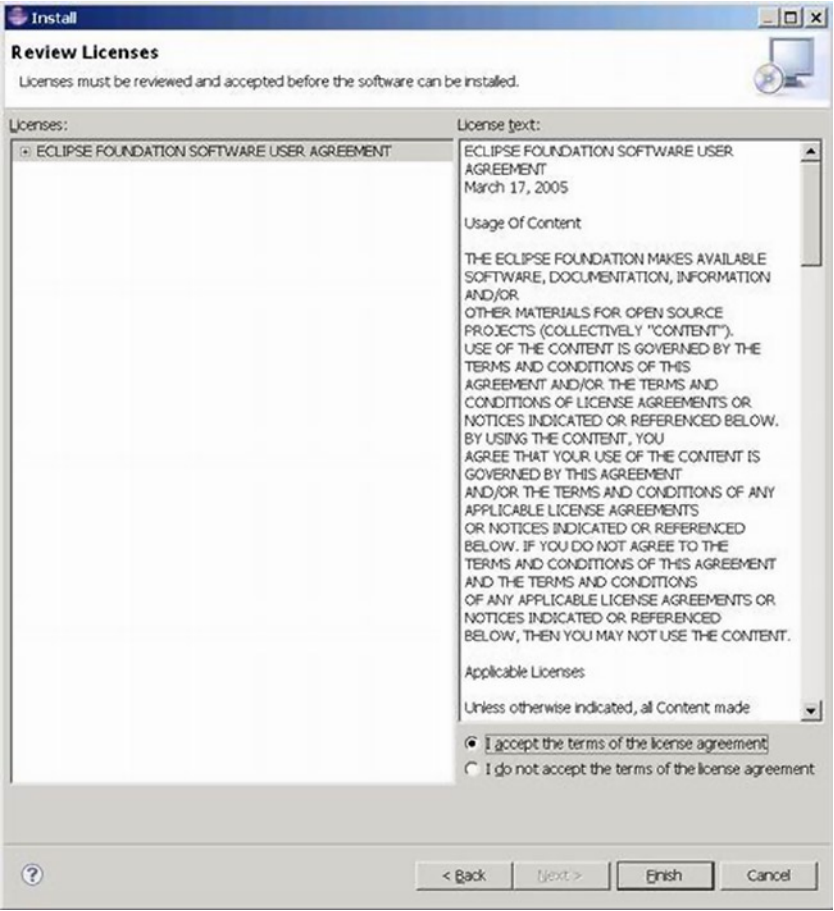 Install
Review Licenses
Licenses must be reviewed and accepted before the software can be installed.
Licenses:
ECLIPSE FOUNDATION SOFTWARE USER AGREEMENT
License text:
ECLIPSE FOUNDATION SOFTWARE USER
AGREEMENT
March 17, 2005
Usage Of Content
THE ECLIPSE FOUNDATION MAKES AVAILABLE
SOFTWARE, DOCUMENTATION, INFORMATION
AND/OR
OTHER MATERIALS FOR OPEN SOURCE
PROJECTS (COLLECTIVELY "CONTENT").
USE OF THE CONTENT IS GOVERNED BY THE
TERMS AND CONDITIONS OF THIS
AGREEMENT AND/OR THE TERMS AND
CONDITIONS OF LICENSE AGREEMENTS OR
NOTICES INDICATED OR REFERENCED BELOW.
BY USING THE CONTENT, YOU
AGREE THAT YOUR USE OF THE CONTENT IS
GOVERNED BY THIS AGREEMENT
AND/OR THE TERMS AND CONDITIONS OF ANY
APPLICABLE LICENSE AGREEMENTS
OR NOTICES INDICATED OR REFERENCED
BELOW. IF YOU DO NOT AGREE TO THE
TERMS AND CONDITIONS OF THIS AGREEMENT
AND THE TERMS AND CONDITIONS
OF ANY APPLICABLE LICENSE AGREEMENTS OR
NOTICES INDICATED OR REFERENCED
BELOW, THEN YOU MAY NOT USE THE CONTENT.
Applicable Licenses
Unless otherwise indicated, all Content made
I accept the terms of the license agreement
I do not accept the terms of the license agreement
< Back
Next >
Finish
Cancel